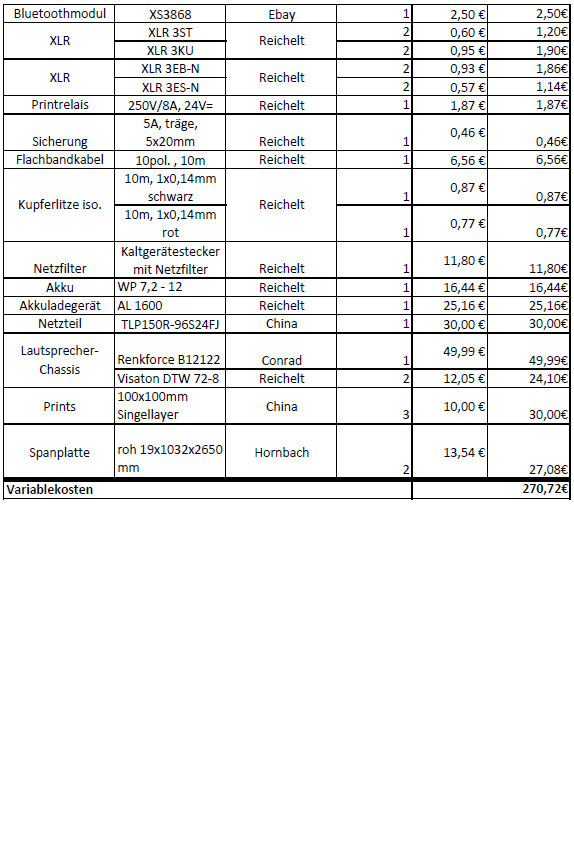 Bluetoothmodul XS3868 Ebay 1 2,50 € 2,50€
XLR XLR 3ST Reichelt 2 0,60 € 1,20€
XLR 3KU 2 0,95 € 1,90€
XLR XLR 3EB-N Reichelt 2 0,93 € 1,86€
XLR 3ES-N 2 0,57 € 1,14€
Printrelais 250V/8A, 24V= Reichelt 1 1,87 € 1,87€
Sicherung 5A, träge,
5x20mm Reichelt 1 0,46 € 0,46€
Flachbandkabel 10pol. , 10m Reichelt 1 6,56 € 6,56€
Kupferlitze iso. 10m, 1x0,14mm
schwarz Reichelt 1 0,87 € 0,87€
10m, 1x0,14mm
rot 1 0,77 € 0,77€
Netzfilter Kaltgerätestecker
mit Netzfilter Reichelt 1 11,80 € 11,80€
Akku WP 7,2 - 12 Reichelt 1 16,44 € 16,44€
Akkuladegerät AL 1600 Reichelt 1 25,16 € 25,16€
Netzteil TLP150R-96S24FJ China 1 30,00 € 30,00€
Lautsprecher-
Chassis Renkforce B12122 Conrad 1 49,99 € 49,99€
Visaton DTW 72-8 Reichelt 2 12,05 € 24,10€
Prints 100x100mm
Singellayer China 3 10,00 € 30,00€
Spanplatte roh 19x1032x2650
mm Hornbach 2 13,54 € 27,08€
Variablekosten 270,72€